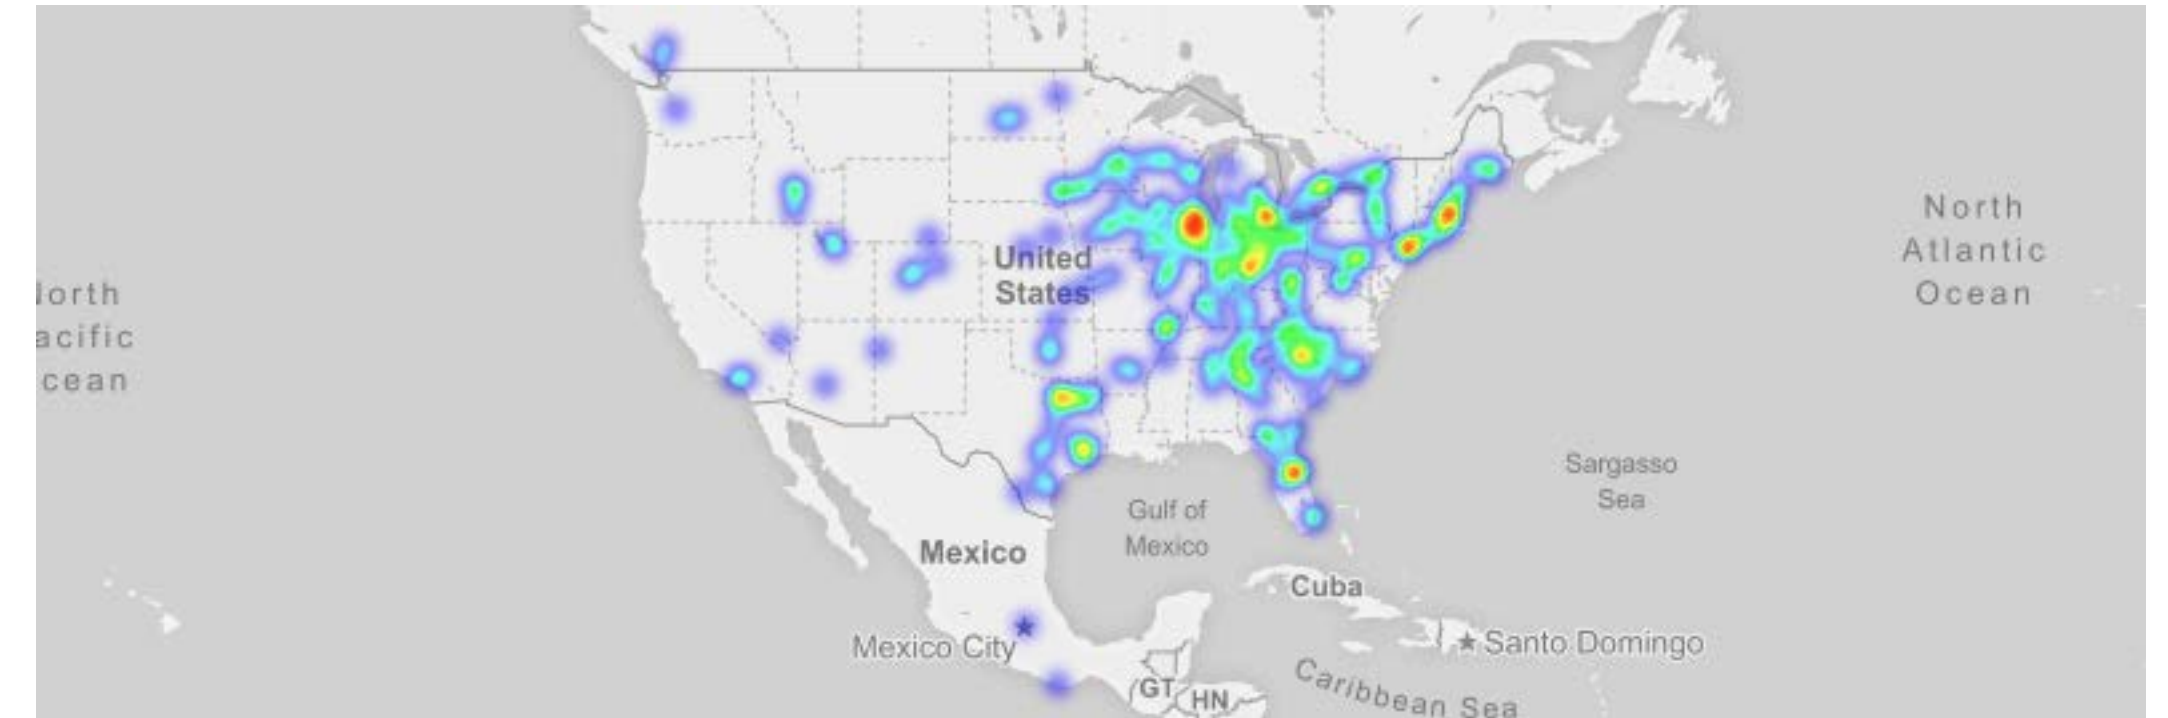 North
Atlantic
Ocean
United
States
orth
acific
cean
Sargasso
Sea
Gulf of
Mexico
Mexico
Cuba
Mexico City
Santo Domingo
GT
HN
Caribbean Sea